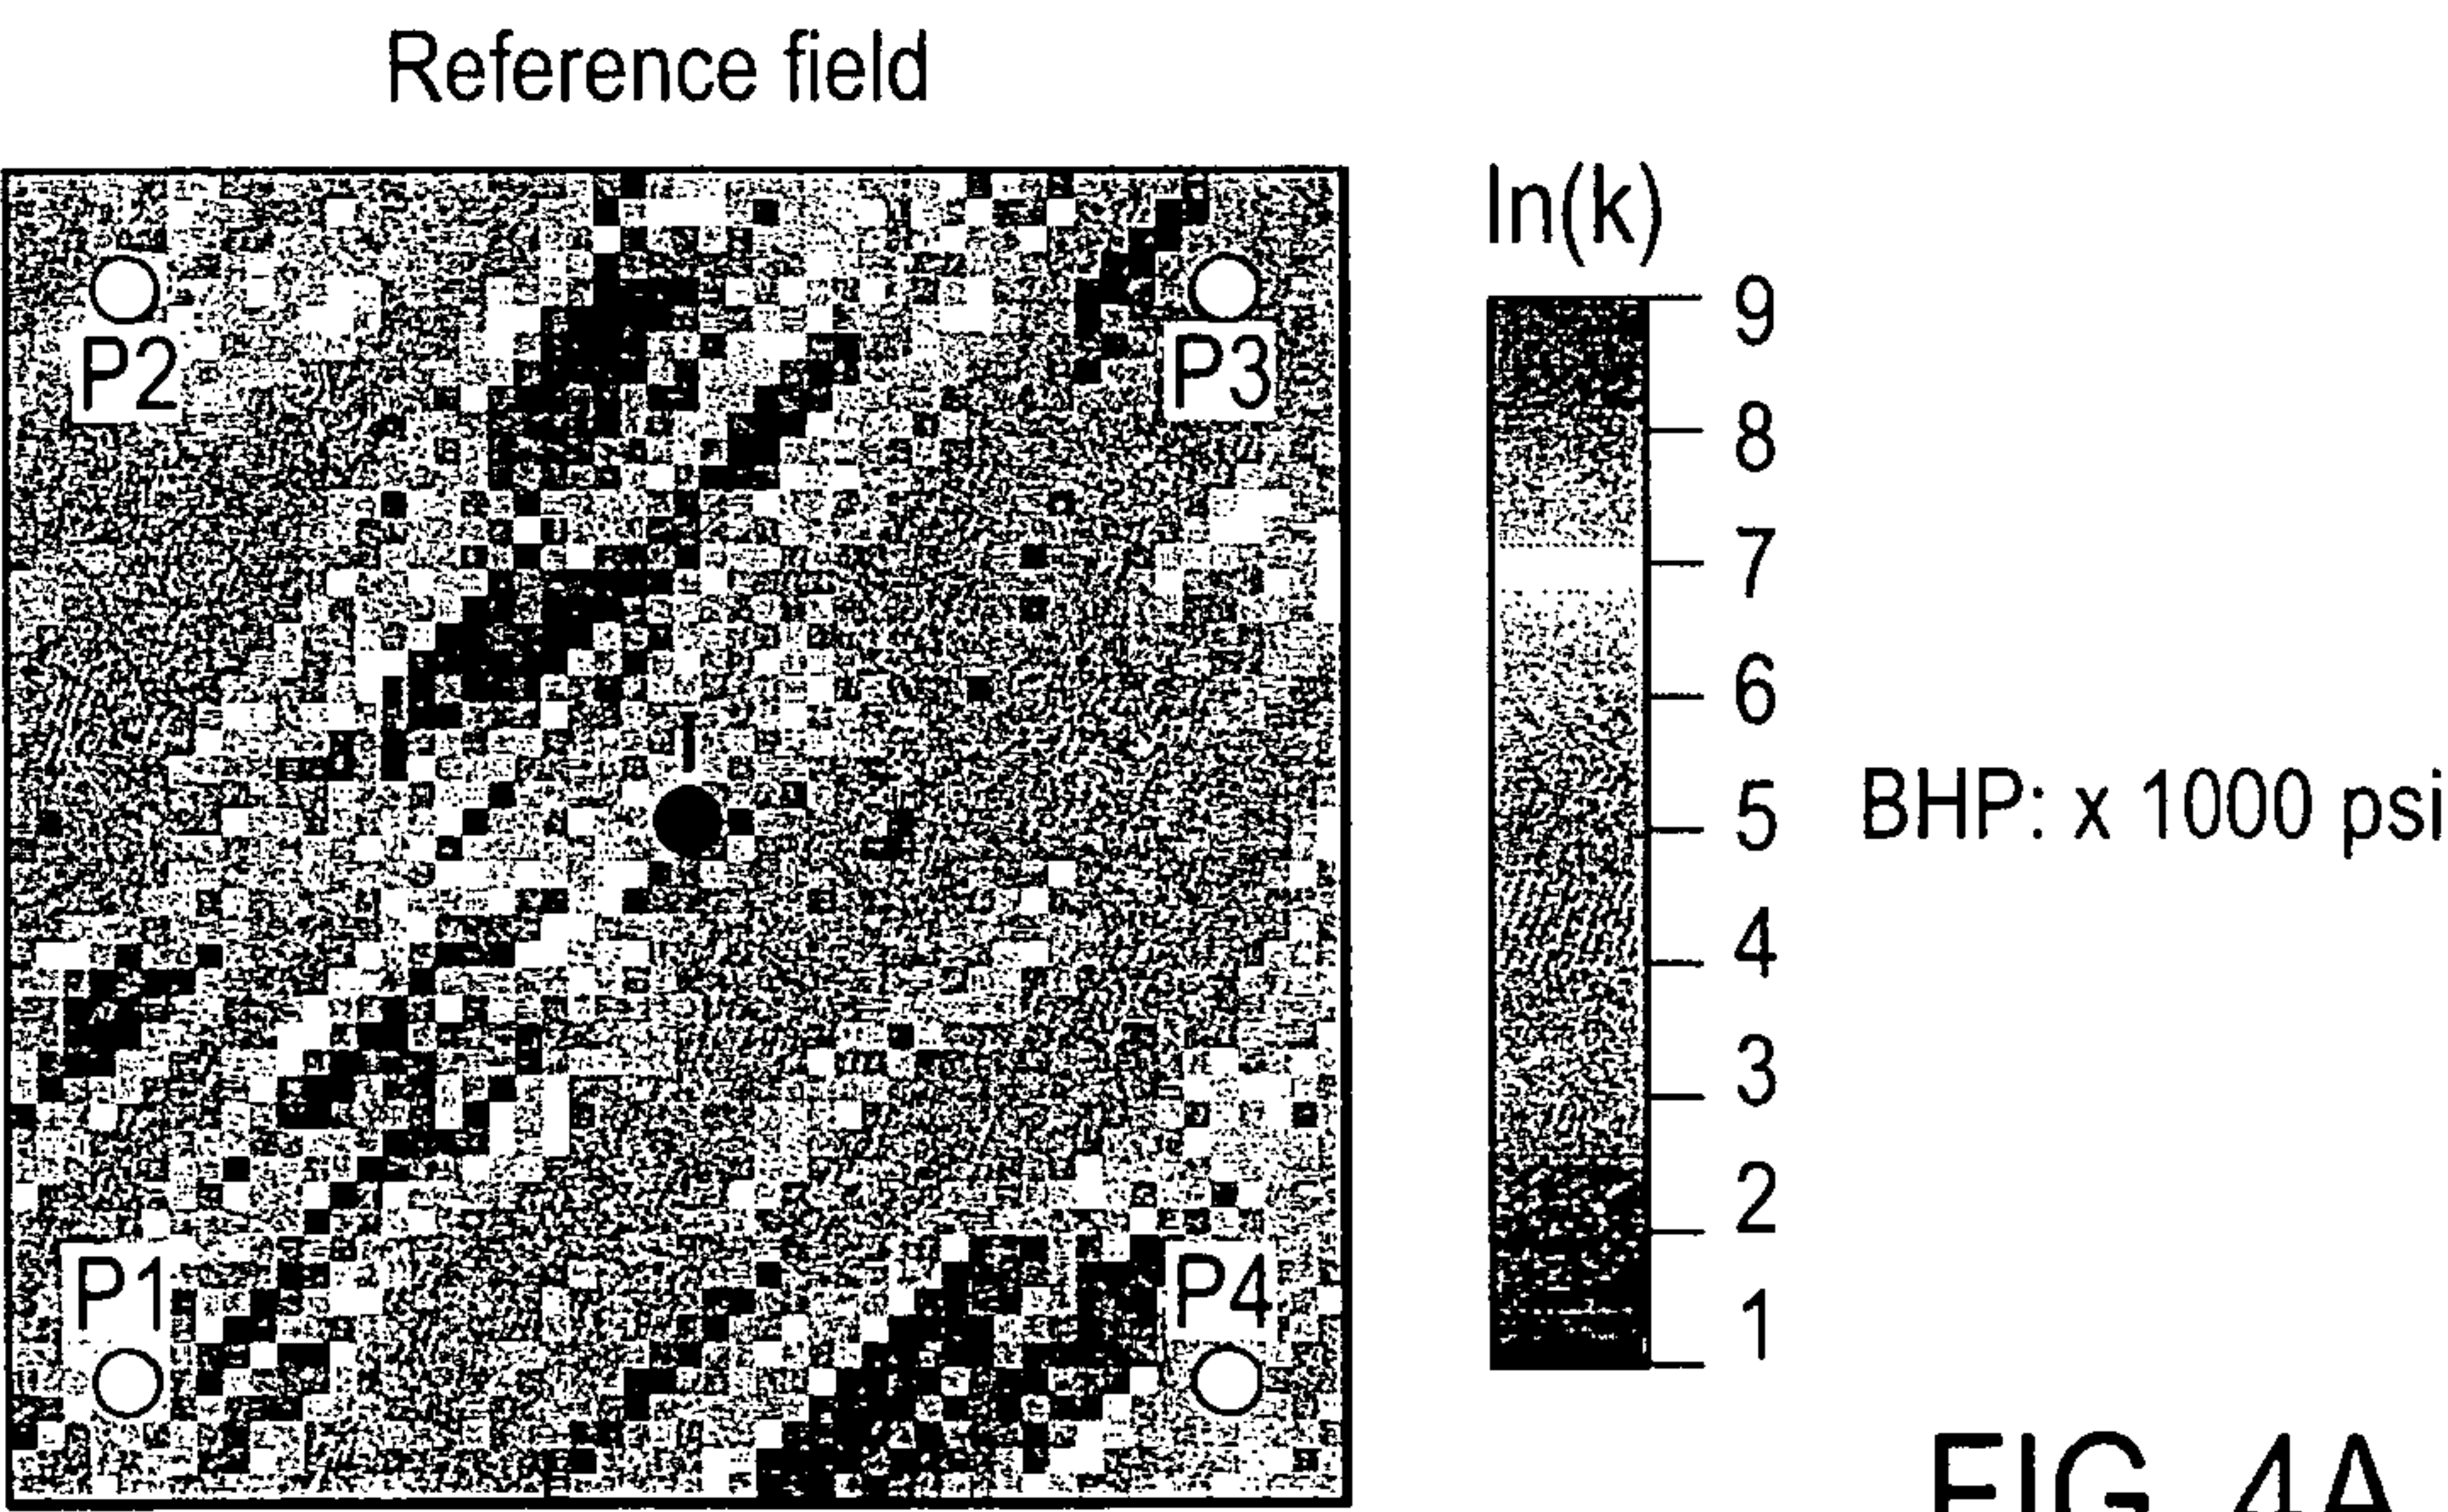 Reference field
ln(k)
P2
P3
I
P1
P4
9
8
7
6
5
4
3
2
1
BHP: x 1000 psi
FIG. 4A